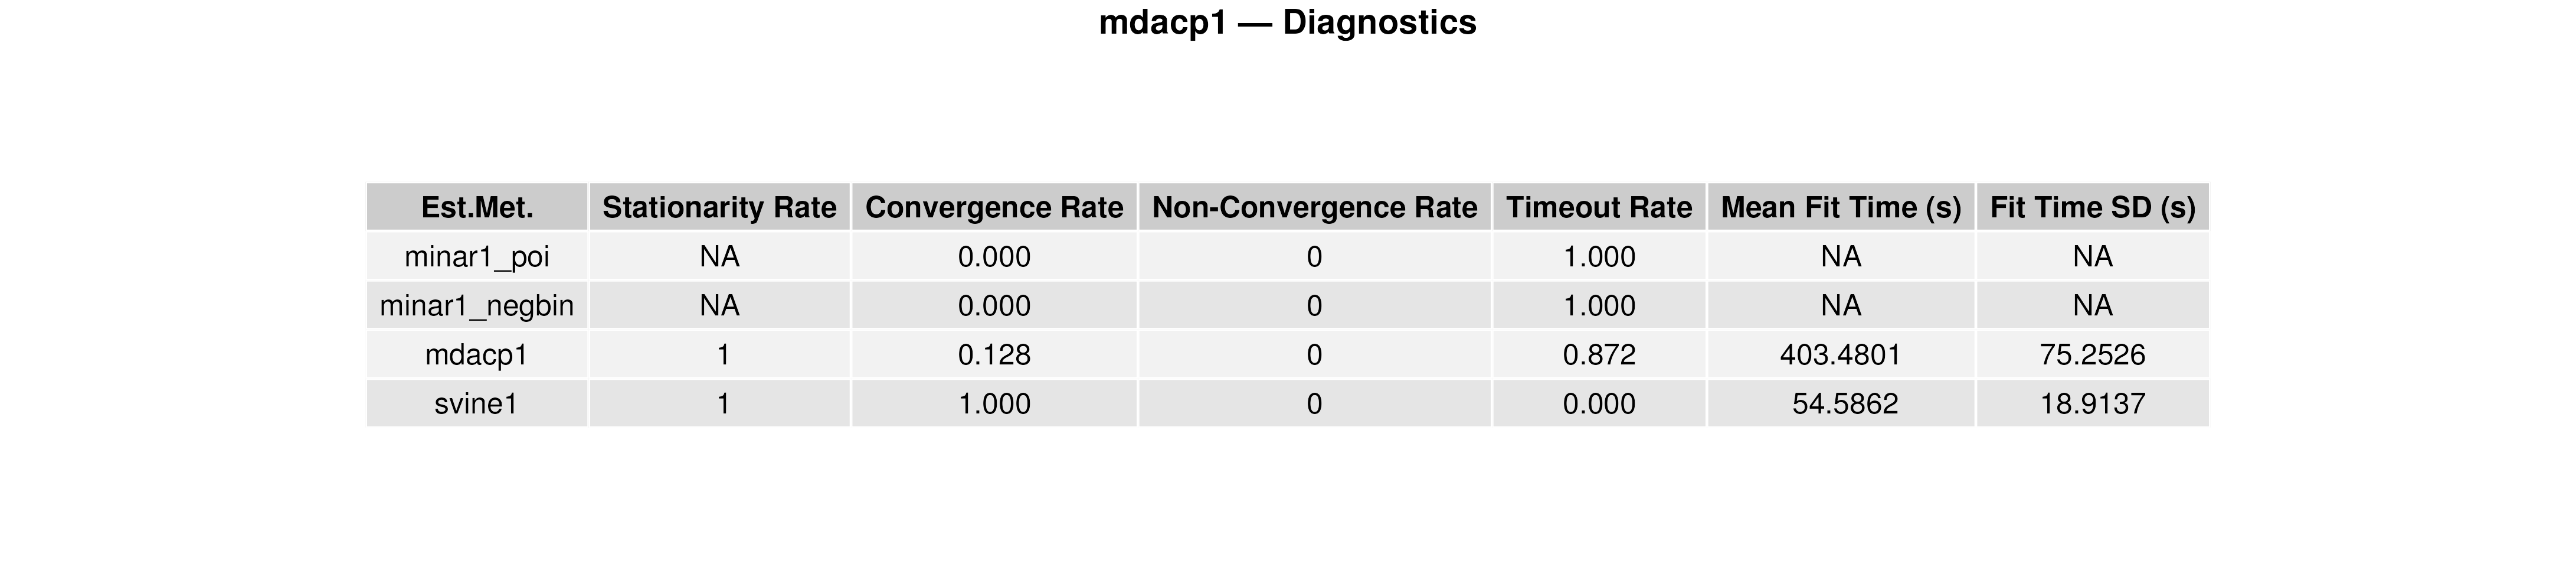 mdacp1 — Diagnostics
Est.Met. Stationarity Rate Convergence Rate Non-Convergence Rate Timeout Rate Mean Fit Time (s) Fit Time SD (s)
minar1_poi NA 0.000 0 1.000 NA NA
minar1_negbin NA 0.000 0 1.000 NA NA
mdacp1 1 0.128 0 0.872 403.4801 75.2526
svine1 1 1.000 0 0.000 54.5862 18.9137